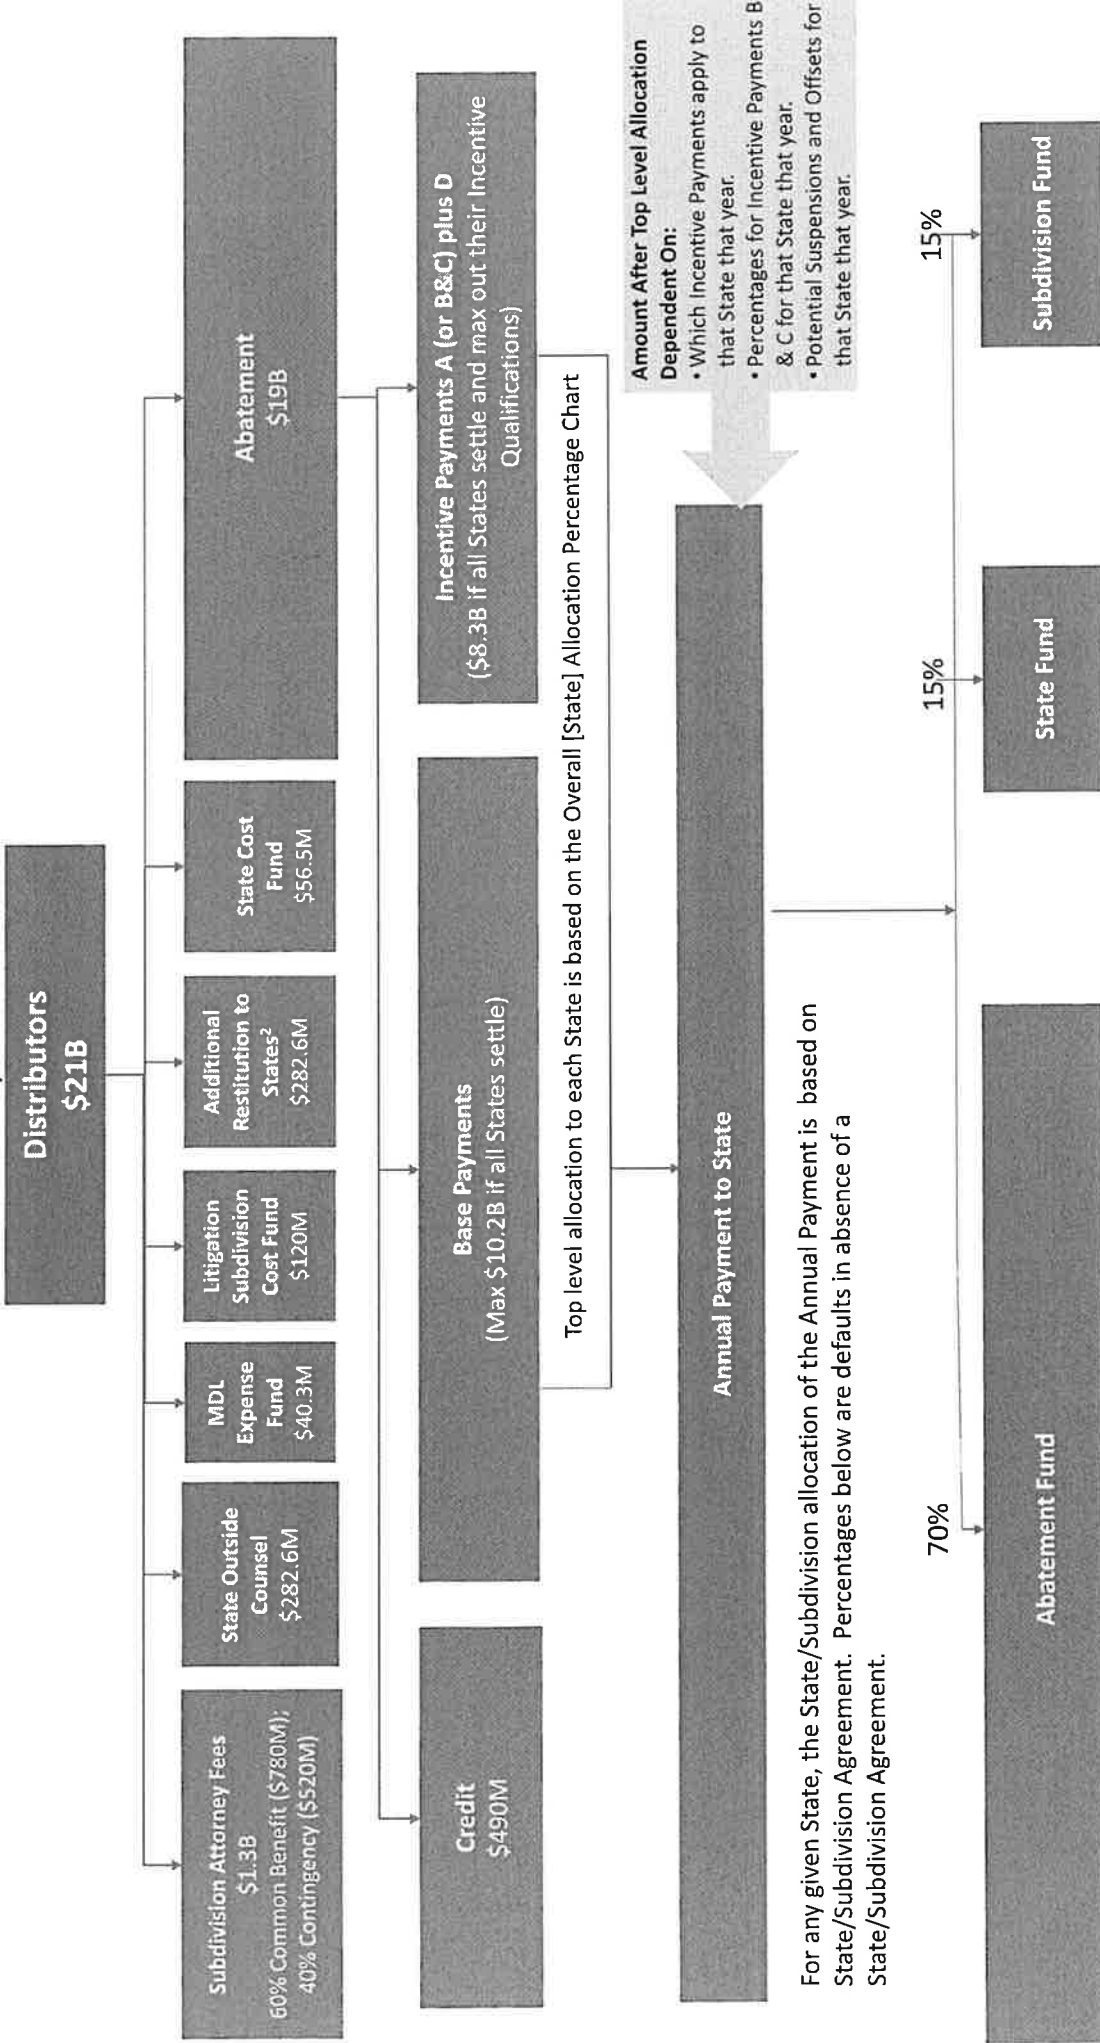 Distributors
$21B
Subdivision Attorney Fees
$1.3B
60% Common Benefit ($780M);
40% Contingency ($520M)
State Outside
Counsel
$282.6M
MDL
Expense
Fund
$40.3M
Litigation
Subdivision
Cost Fund
$120M
Additional
Restitution to
States²
$282.6M
State Cost
Fund
$56.5M
Abatement
$19B
Credit
$490M
Base Payments
(Max $10.2B if all States settle)
Incentive Payments A (or B&C) plus D
($8.3B if all States settle and max out their Incentive
Qualifications)
Top level allocation to each State is based on the Overall [State] Allocation Percentage Chart
Annual Payment to State
Amount After Top Level Allocation
Dependent On:
• Which Incentive Payments apply to
that State that year.
• Percentages for Incentive Payments B
& C for that State that year.
• Potential Suspensions and Offsets for
that State that year.
For any given State, the State/Subdivision allocation of the Annual Payment is based on
State/Subdivision Agreement. Percentages below are defaults in absence of a
State/Subdivision Agreement.
70%
15%
15%
Abatement Fund
State Fund
Subdivision Fund